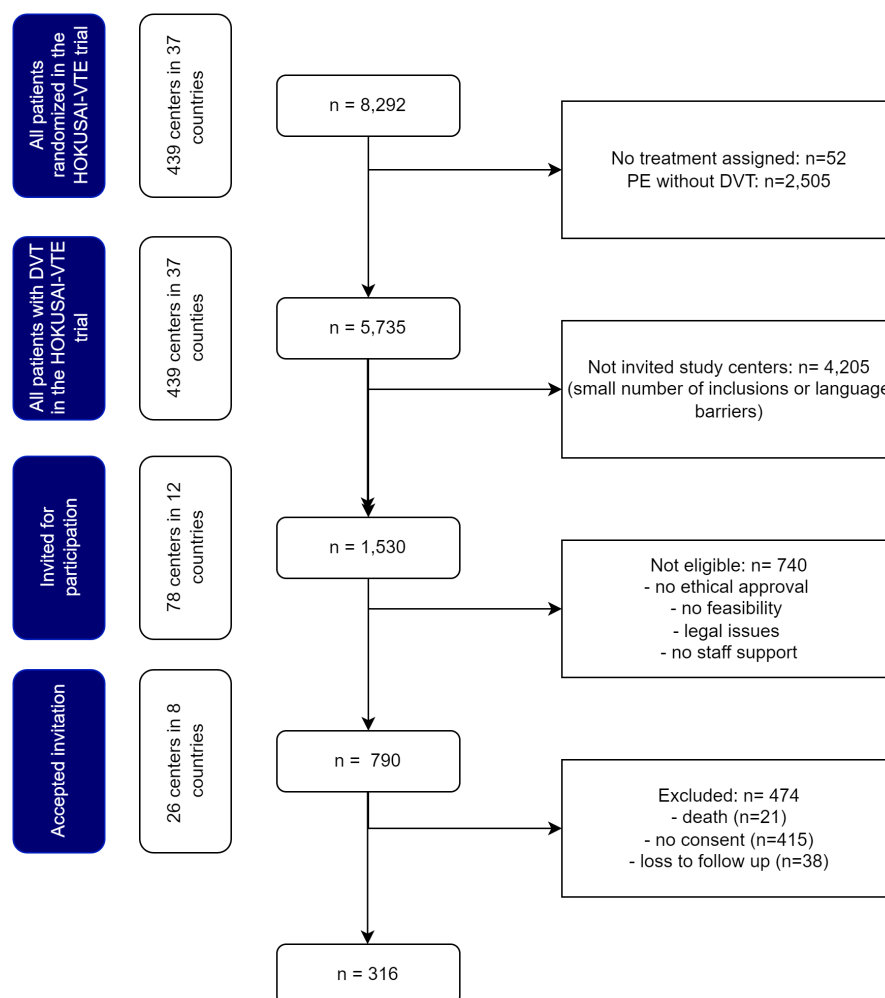 All patients
randomized in the
HOKUSAI-VTE trial
439 centers in 37
countries
n = 8,292
No treatment assigned: n=52
PE without DVT: n=2,505
All patients with DVT
in the HOKUSAI-VTE
trial
439 centers in 37
counties
n = 5,735
Not invited study centers: n= 4,205
(small number of inclusions or language
barriers)
Invited for
participation
78 centers in 12
countries
n = 1,530
Not eligible: n= 740
- no ethical approval
- no feasibility
- legal issues
- no staff support
Accepted invitation
26 centers in 8
countries
n =  790
Excluded: n= 474
- death (n=21)
- no consent (n=415)
- loss to follow up (n=38)
n = 316